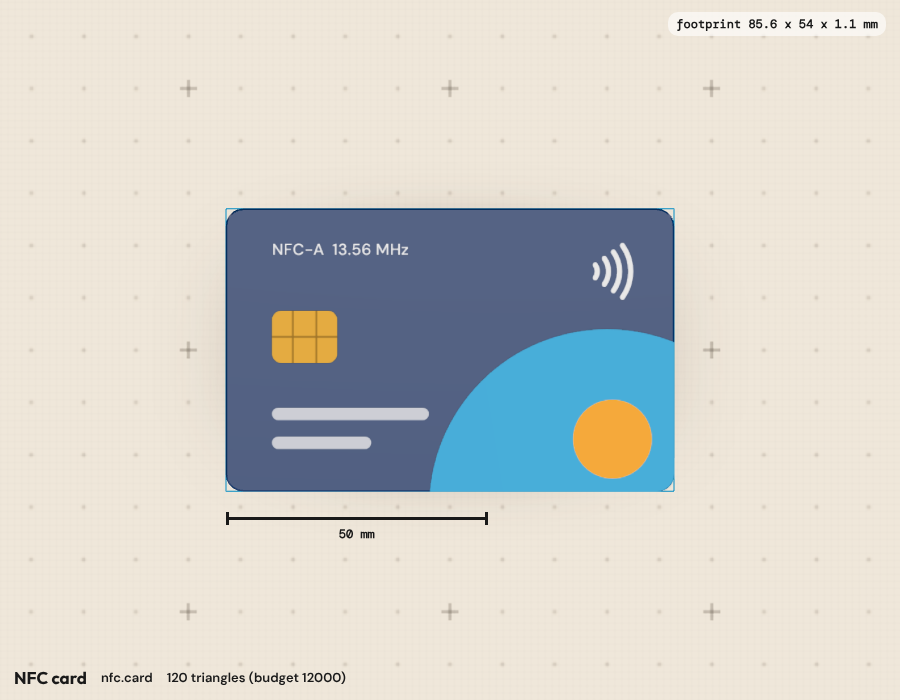 footprint 85.6 x 54 x 1.1 mm
NFC-A 13.56 MHz
50 mm
NFC card nfc.card 120 triangles (budget 12000)